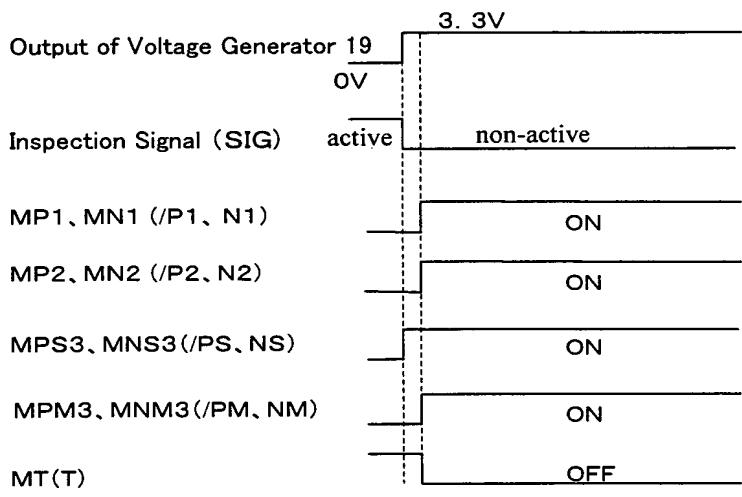 3. 3V
Output of Voltage Generator 19
0V
Inspection Signal (SIG) active non-active
MP1、MN1 (/P1、N1) ON
MP2、MN2 (/P2、N2) ON
MPS3、MNS3(/PS、NS) ON
MPM3、MNM3(/PM、NM) ON
MT(T) OFF